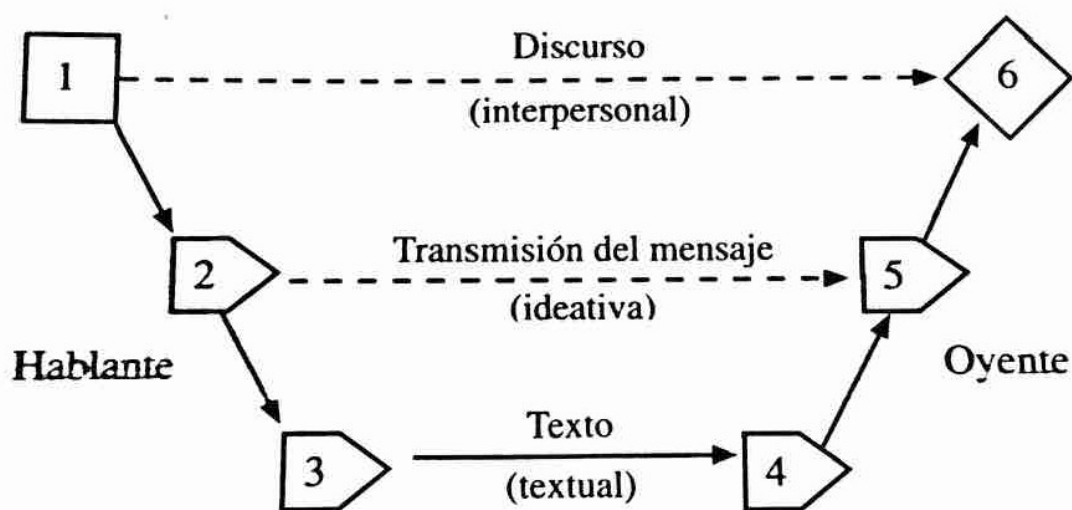 Discurso
1
6
(interpersonal)
Transmisión del mensaje
2
5
(ideativa)
Hablante
Oyente
Texto
3
4
(textual)